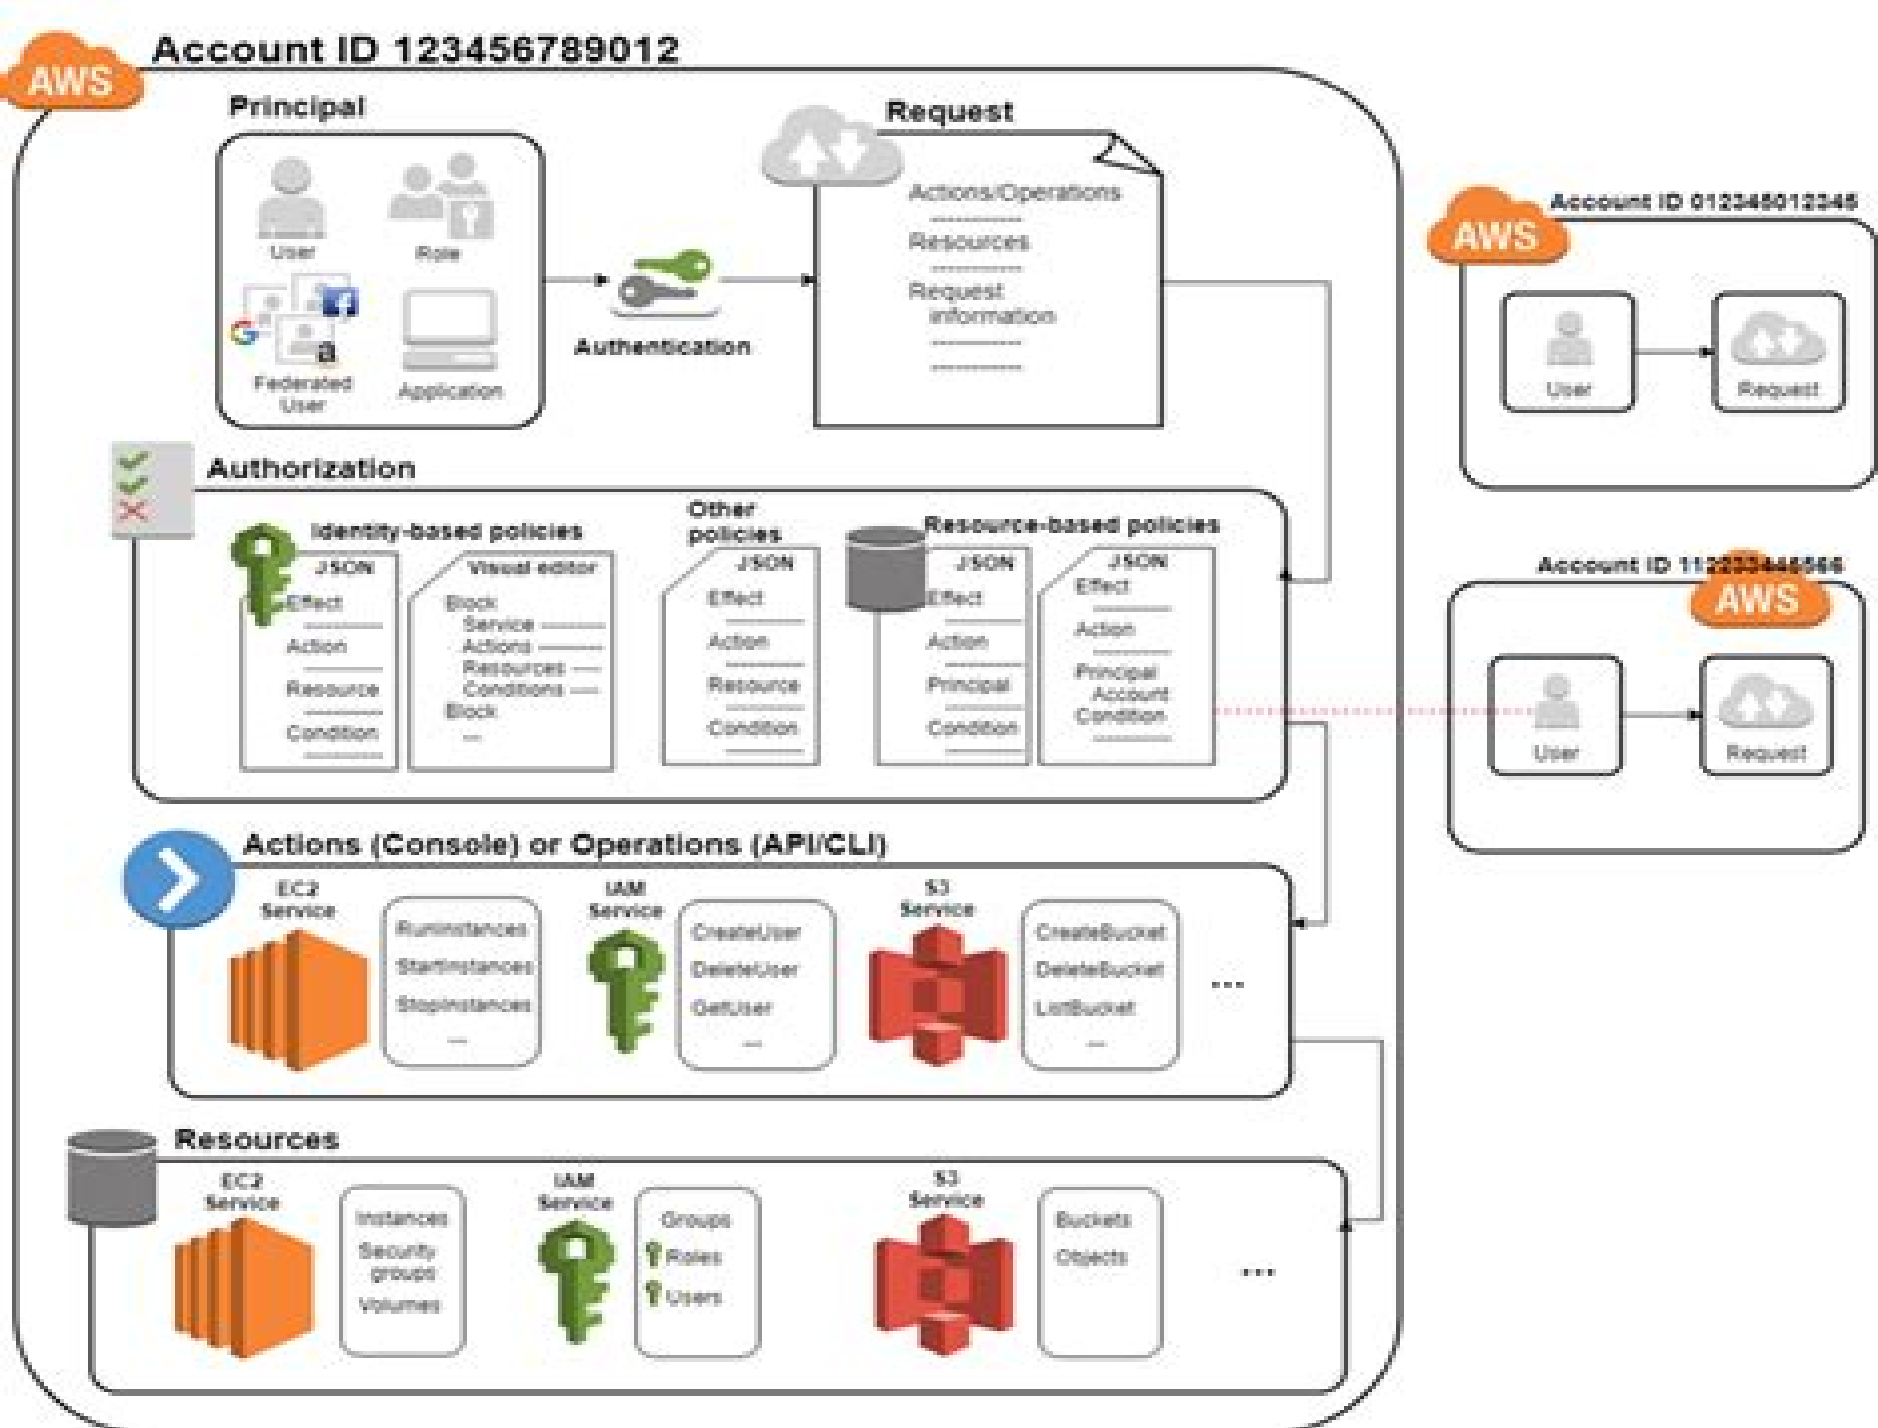 Account ID 123456789012
AWS
Principal
User
Role
Federated
User
Application
Authentication
Request
Actions/Operations
Resources
Request
information
Authorization
Identity-based policies
JSON
Effect
Action
Resource
Condition
Visual editor
Block
Service
Actions
Resources
Conditions
Block
...
Other
policies
JSON
Effect
Action
Resource
Condition
Resource-based policies
JSON
Effect
Action
Principal
Condition
JSON
Effect
Action
Principal
Account
Condition
Actions (Console) or Operations (API/CLI)
EC2
Service
RunInstances
StartInstances
StopInstances
...
IAM
Service
CreateUser
DeleteUser
GetUser
...
S3
Service
CreateBucket
DeleteBucket
ListBucket
...
...
Resources
EC2
Service
Instances
Security
groups
Volumes
IAM
Service
Groups
Roles
Users
S3
Service
Buckets
Objects
...
Account ID 012345012345
AWS
User
Request
Account ID
AWS
User
Request